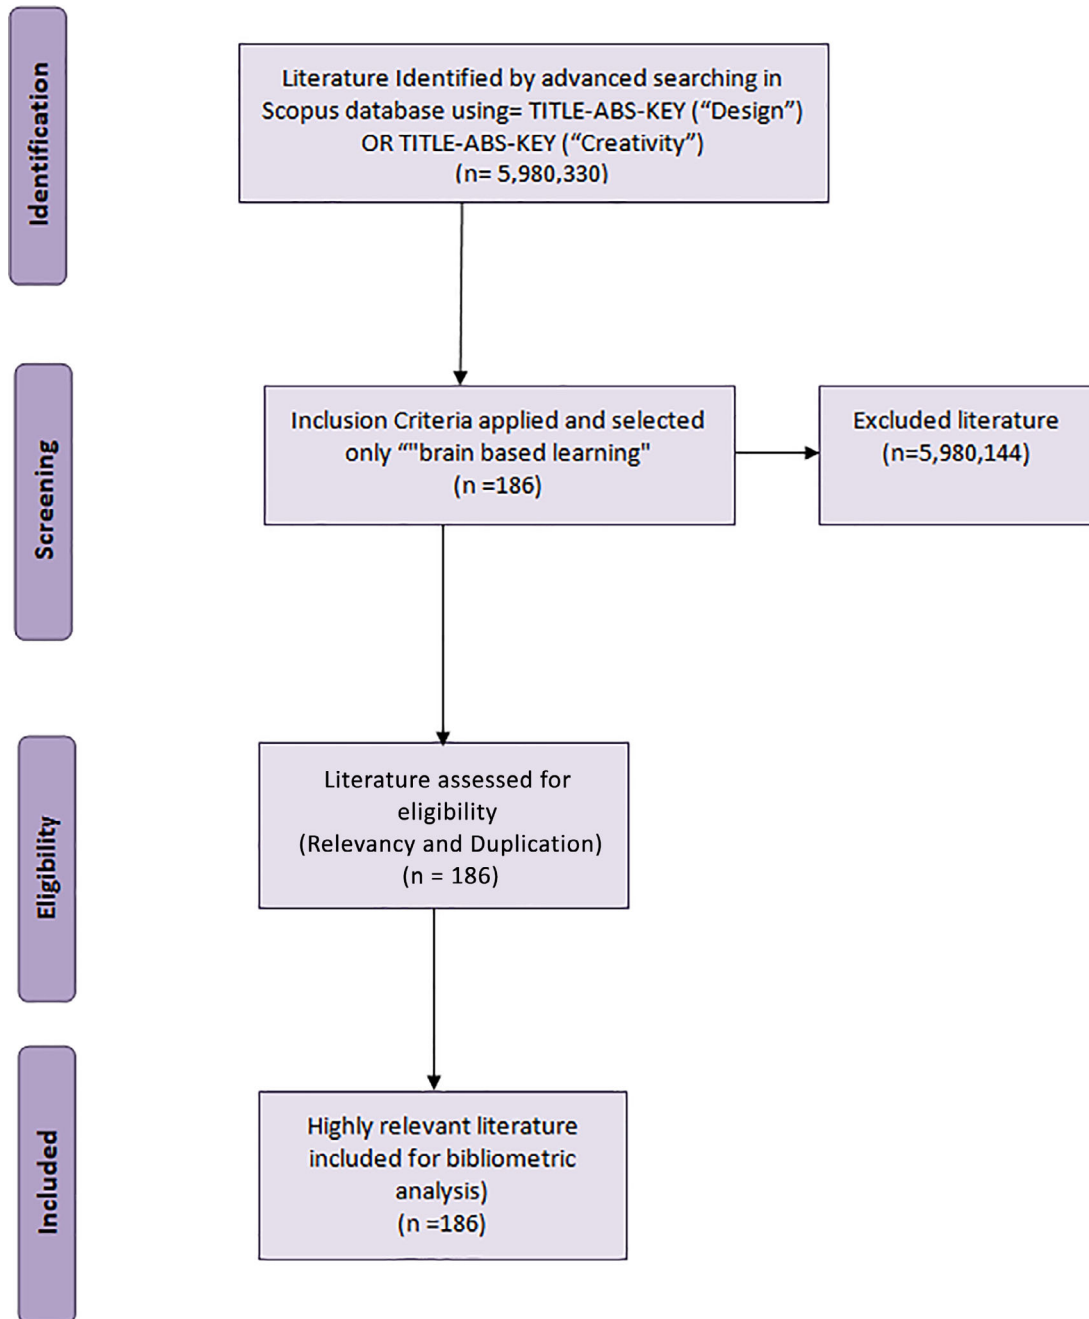 Identification
Literature Identified by advanced searching in
Scopus database using= TITLE-ABS-KEY (“Design”)
OR TITLE-ABS-KEY (“Creativity”)
(n= 5,980,330)
Screening
Inclusion Criteria applied and selected
only “"brain based learning"
(n =186)
Excluded literature
(n=5,980,144)
Eligibility
Literature assessed for
eligibility
(Relevancy and Duplication)
(n = 186)
Included
Highly relevant literature
included for bibliometric
analysis)
(n =186)